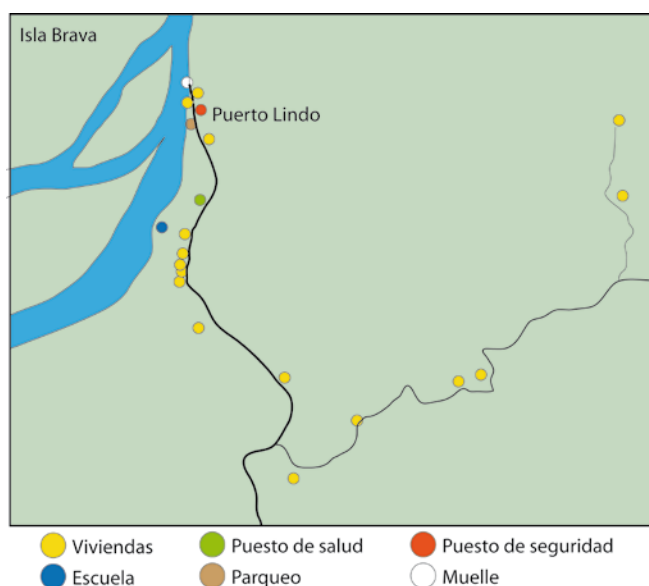 Isla Brava
Puerto Lindo
Viviendas
Puesto de salud
Puesto de seguridad
Escuela
Parqueo
Muelle